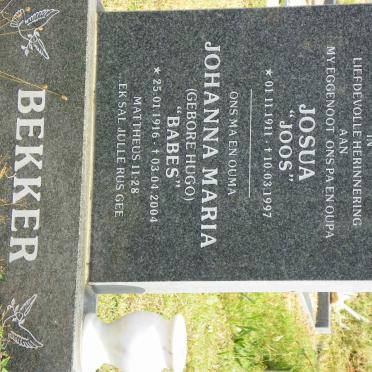 IN
LIEFDEVOLLE HERINNERING
AAN
MY EGGENOOT ONS PA EN OUPA
JOSUA
"JOOS"
★ 01.11.1911 – † 10.03.1997
ONS MA EN OUMA
JOHANNA MARIA
(GEBORE HUGO)
"BABES"
★ 25.01.1916 – † 03.04.2004
MATTHEUS 11:28
...EK SAL JULLE RUS GEE
BEKKER